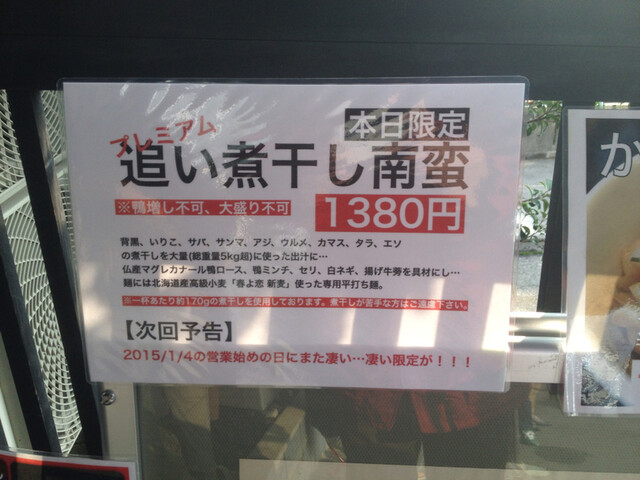 プレミアム
本日限定
追い煮干し南蛮
※鴨増し不可、大盛り不可
1380円
背黒、いりこ、サバ、サンマ、アジ、ウルメ、カマス、タラ、エソ
の煮干しを大量(総重量5kg超)に使った出汁に…
仏産マグレカナール鴨ロース、鴨ミンチ、セリ、白ネギ、揚げ牛蒡を具材にし…
麺には北海道産高級小麦「春よ恋 新麦」使った専用平打ち麺。
※一杯あたり約170gの煮干しを使用しております。煮干しが苦手な方はご遠慮下さい。
【次回予告】
2015/1/4の営業始めの日にまた凄い…凄い限定が！！！
か